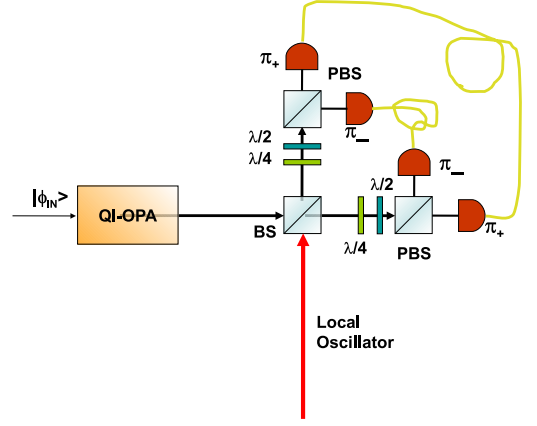 π+
PBS
π−
λ/2
λ/4
π−
|ϕIN>
QI-OPA
λ/2
BS
λ/4
PBS
π+
Local
Oscillator